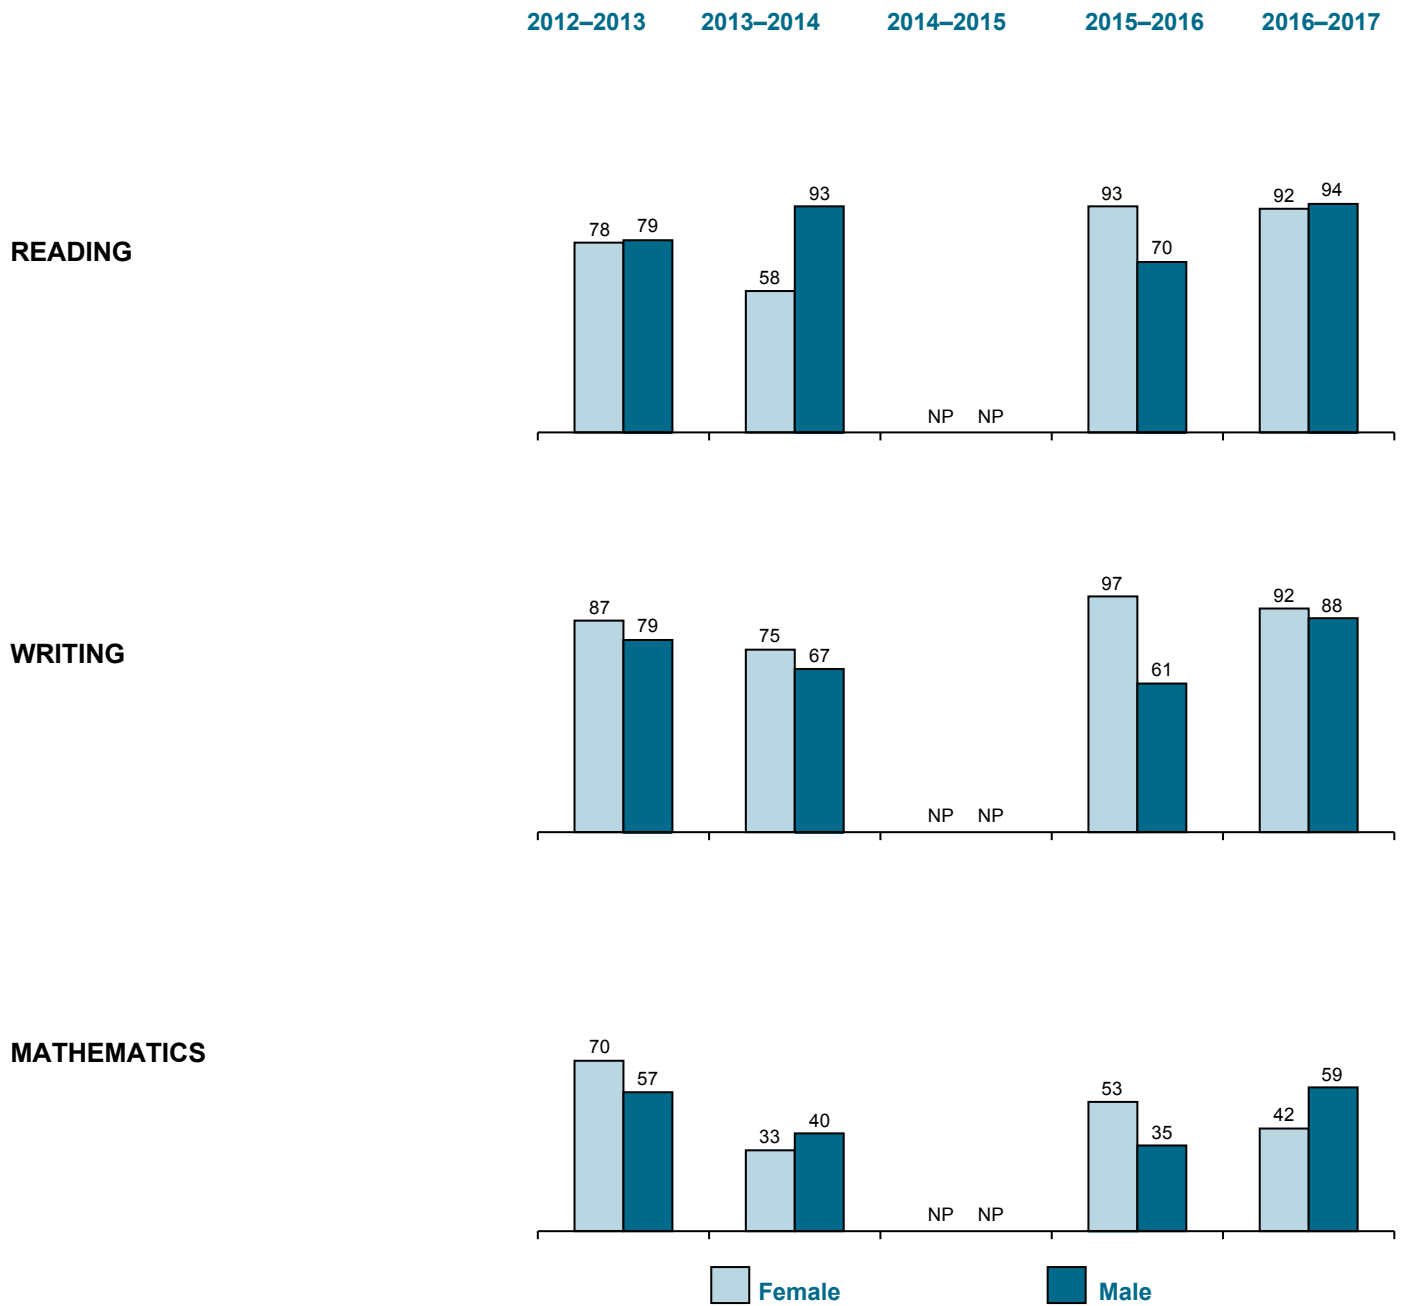 2012–2013 2013–2014 2014–2015 2015–2016 2016–2017
READING
78 79 58 93 NP NP 93 70 92 94
WRITING
87 79 75 67 NP NP 97 61 92 88
MATHEMATICS
70 57 33 40 NP NP 53 35 42 59
Female Male